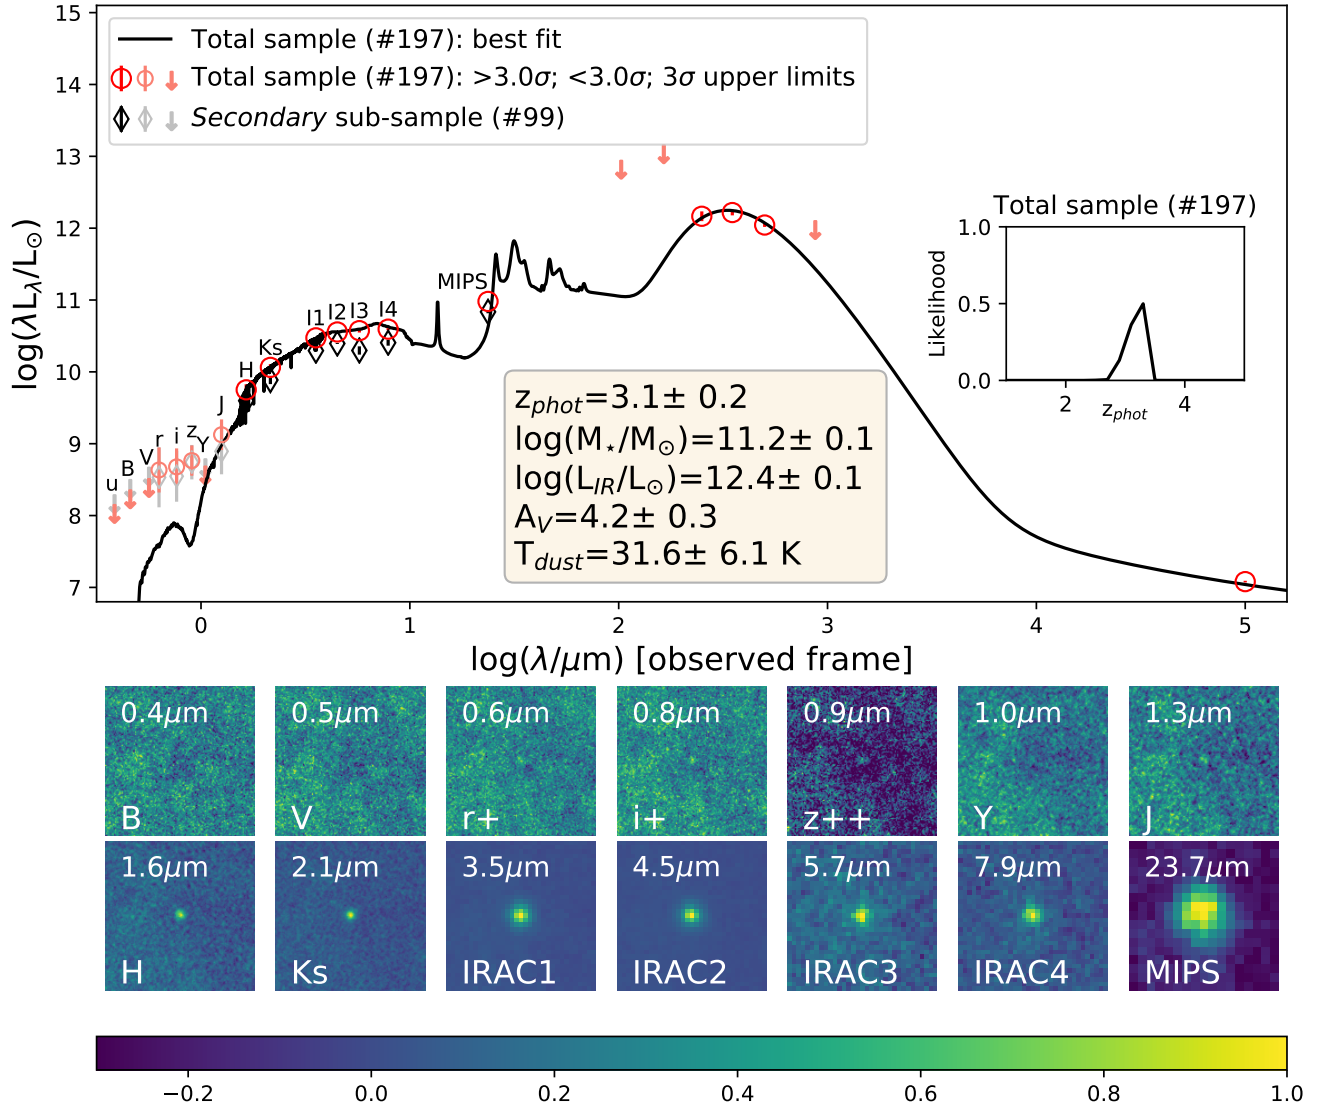 Total sample (#197): best fit
Total sample (#197): >3.0σ; <3.0σ; 3σ upper limits
Secondary sub-sample (#99)
15
14
13
12
11
10
9
8
7
log(λL_λ/L_⊙)
u
B
V
r
i
z
Y
J
H
Ks
I1
I2
I3
I4
MIPS
Total sample (#197)
1.0
0.5
0.0
Likelihood
2
4
z_phot
z_phot=3.1± 0.2
log(M_⋆/M_⊙)=11.2± 0.1
log(L_IR/L_⊙)=12.4± 0.1
A_V=4.2± 0.3
T_dust=31.6± 6.1 K
0 1 2 3 4 5
log(λ/μm) [observed frame]
0.4μm 0.5μm 0.6μm 0.8μm 0.9μm 1.0μm 1.3μm
B V r+ i+ z++ Y J
1.6μm 2.1μm 3.5μm 4.5μm 5.7μm 7.9μm 23.7μm
H Ks IRAC1 IRAC2 IRAC3 IRAC4 MIPS
−0.2 0.0 0.2 0.4 0.6 0.8 1.0